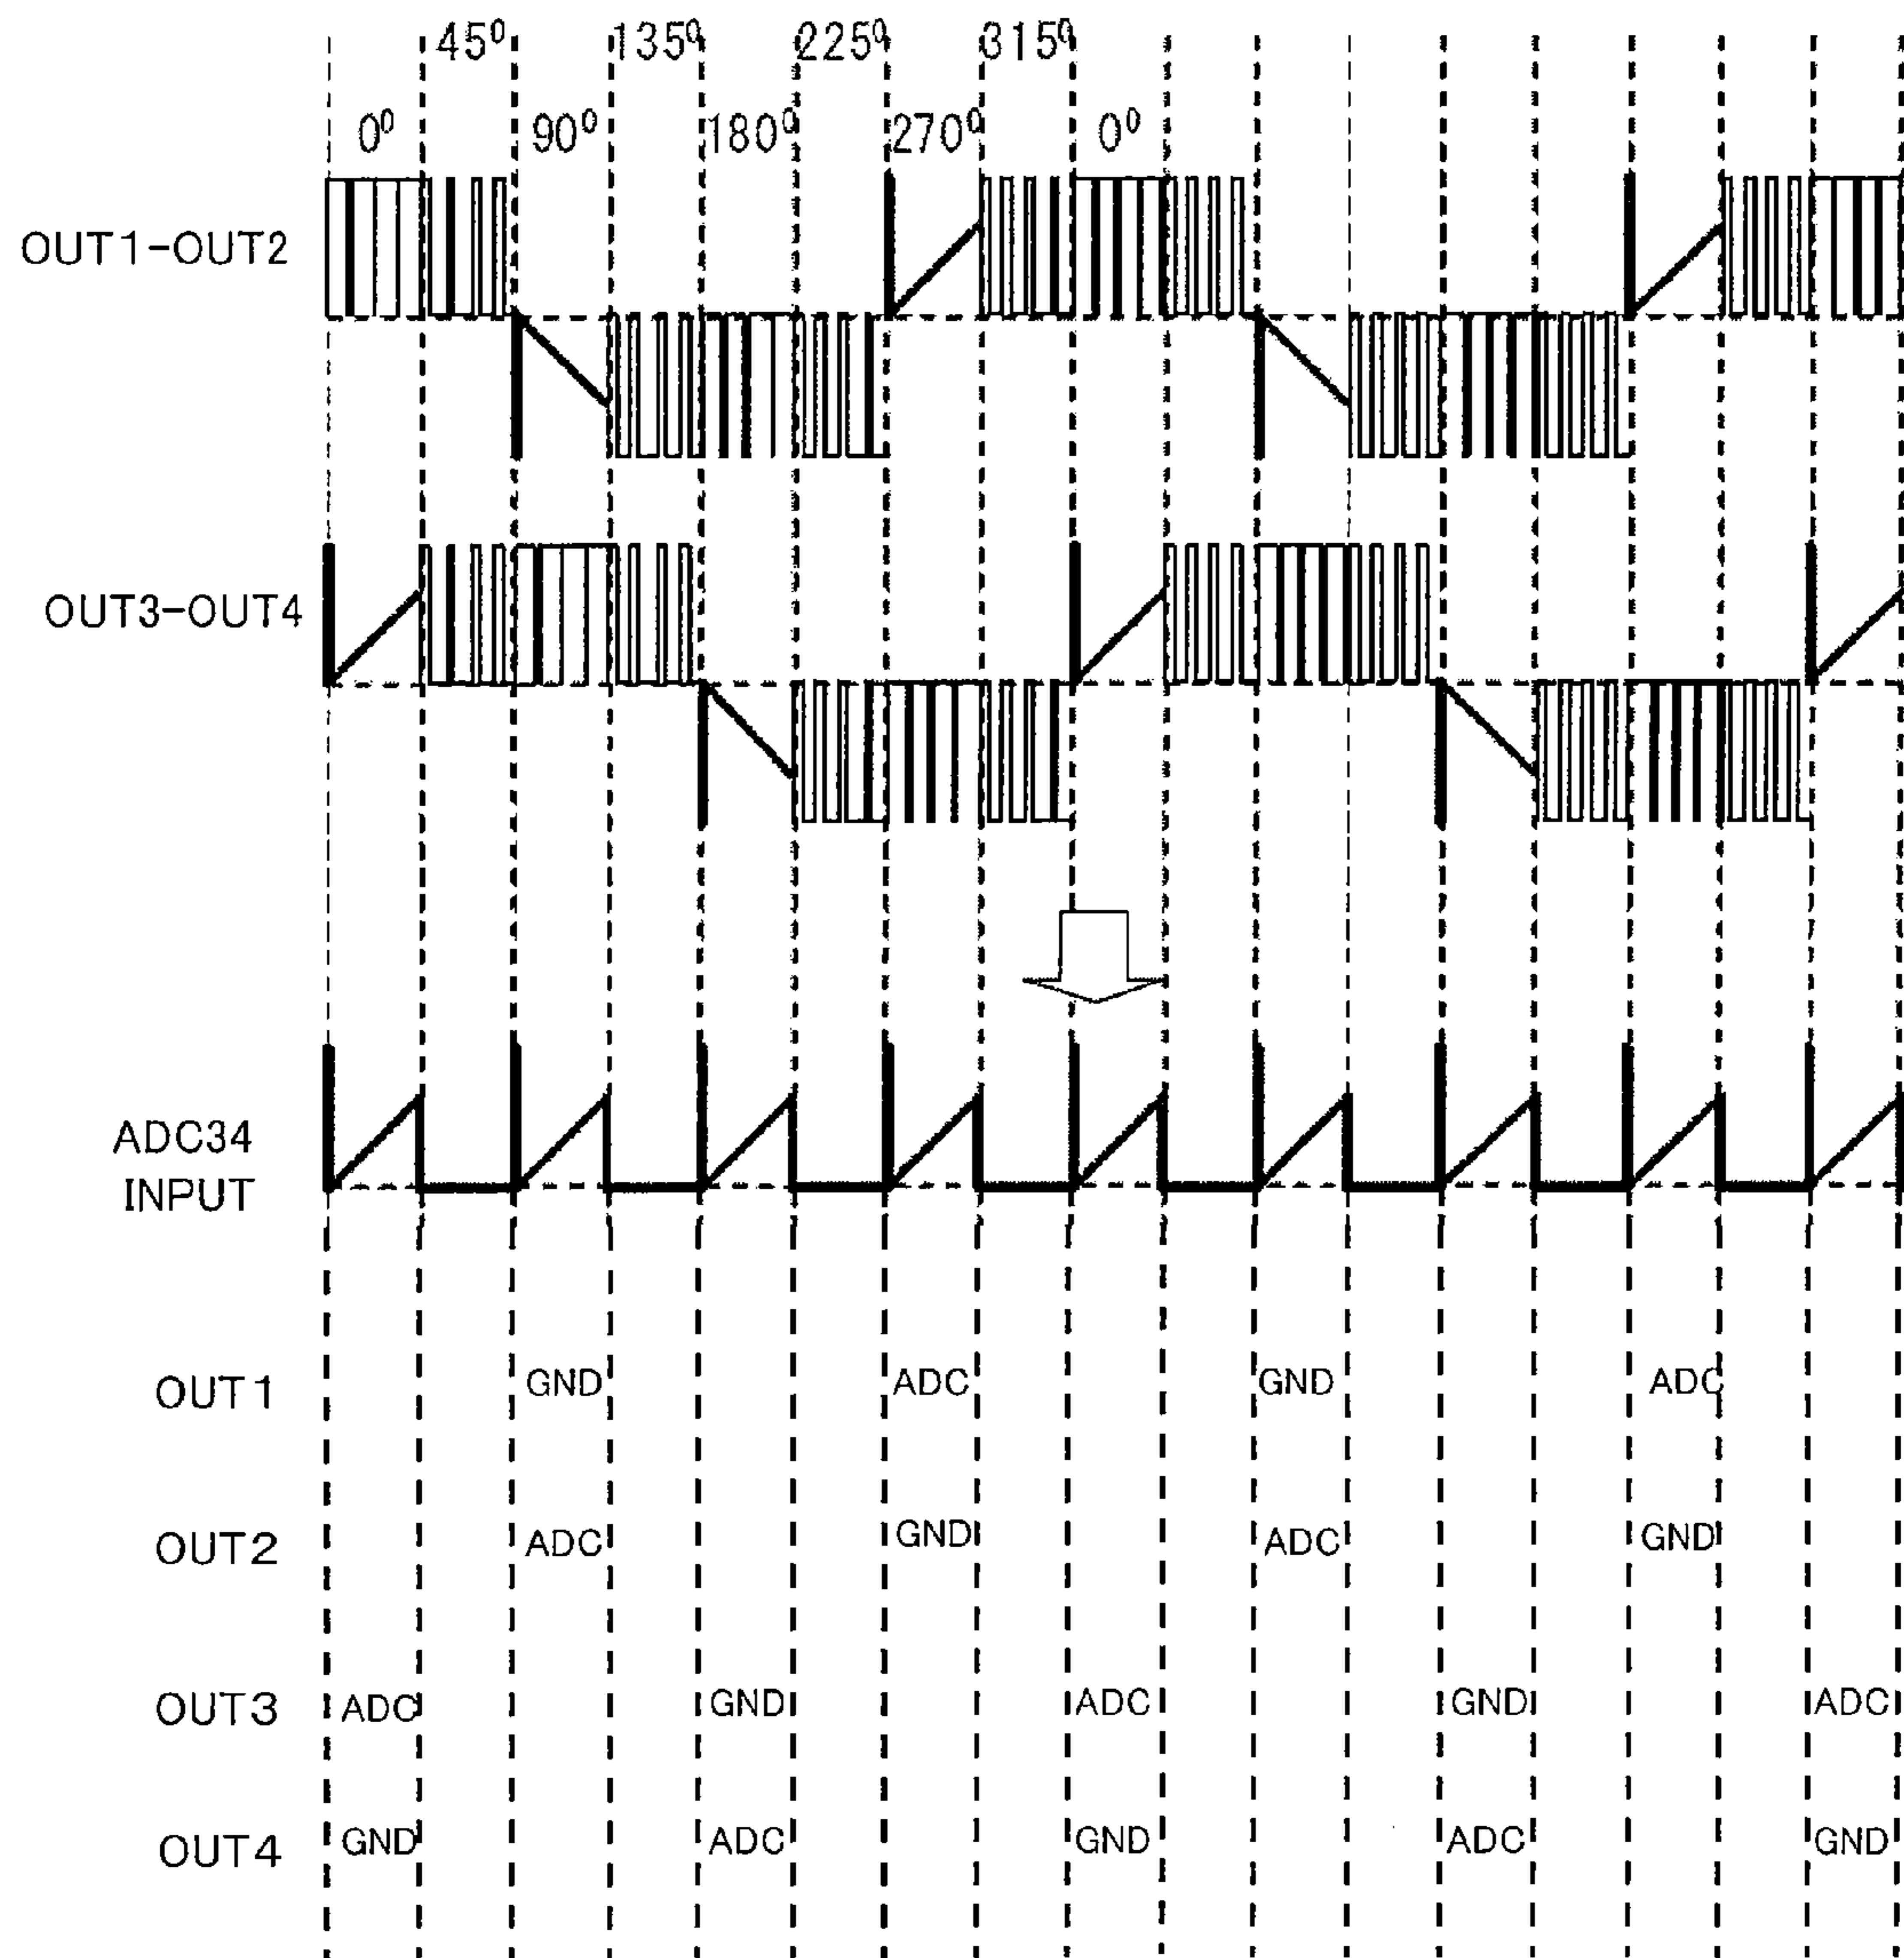 45⁰ 135⁰ 225⁰ 315⁰
0⁰ 90⁰ 180⁰ 270⁰ 0⁰
OUT1-OUT2
OUT3-OUT4
ADC34
INPUT
OUT1 GND ADC GND ADC
OUT2 ADC GND ADC GND
OUT3 ADC GND ADC GND ADC
OUT4 GND ADC GND ADC GND